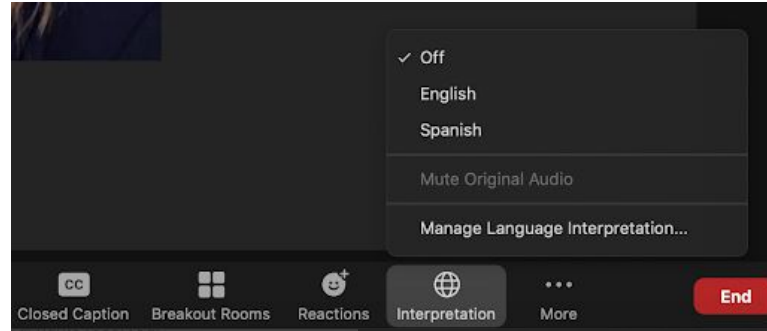 ✓ Off
English
Spanish
Mute Original Audio
Manage Language Interpretation...
CC
Closed Caption Breakout Rooms Reactions Interpretation More End